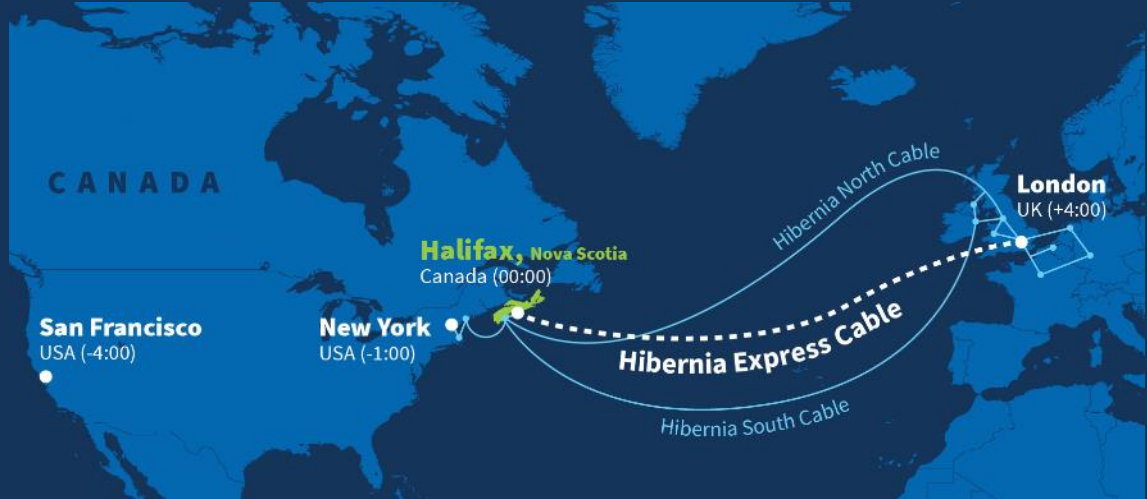 CANADA
Hibernia North Cable
London
UK (+4:00)
Halifax, Nova Scotia
Canada (00:00)
San Francisco
USA (-4:00)
New York
USA (-1:00)
Hibernia Express Cable
Hibernia South Cable